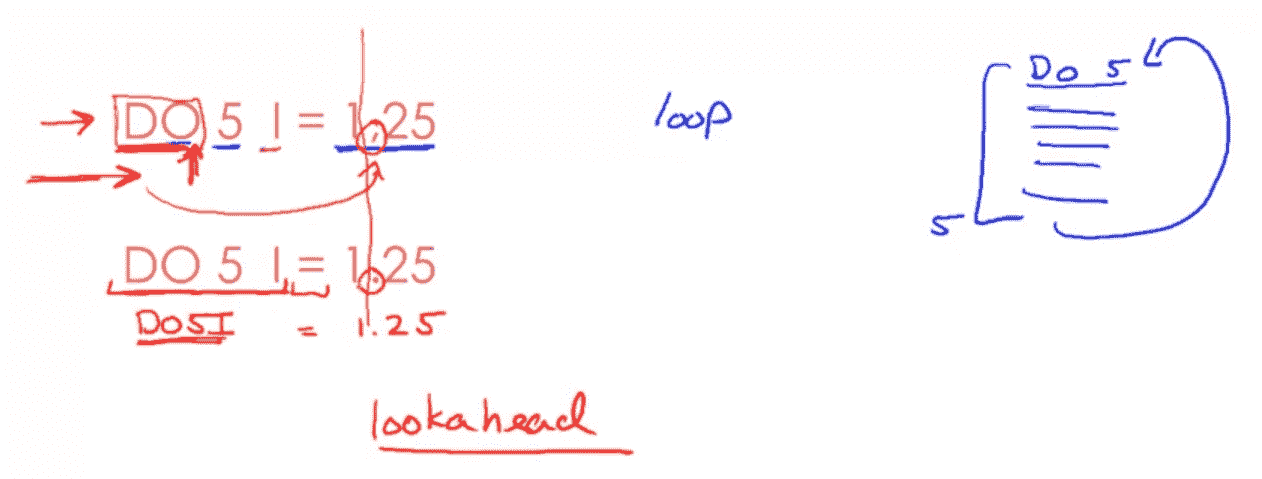 DO 5 I = 1,25
loop
DO 5 I = 1.25
DO5I = 1.25
lookahead
Do 5
5